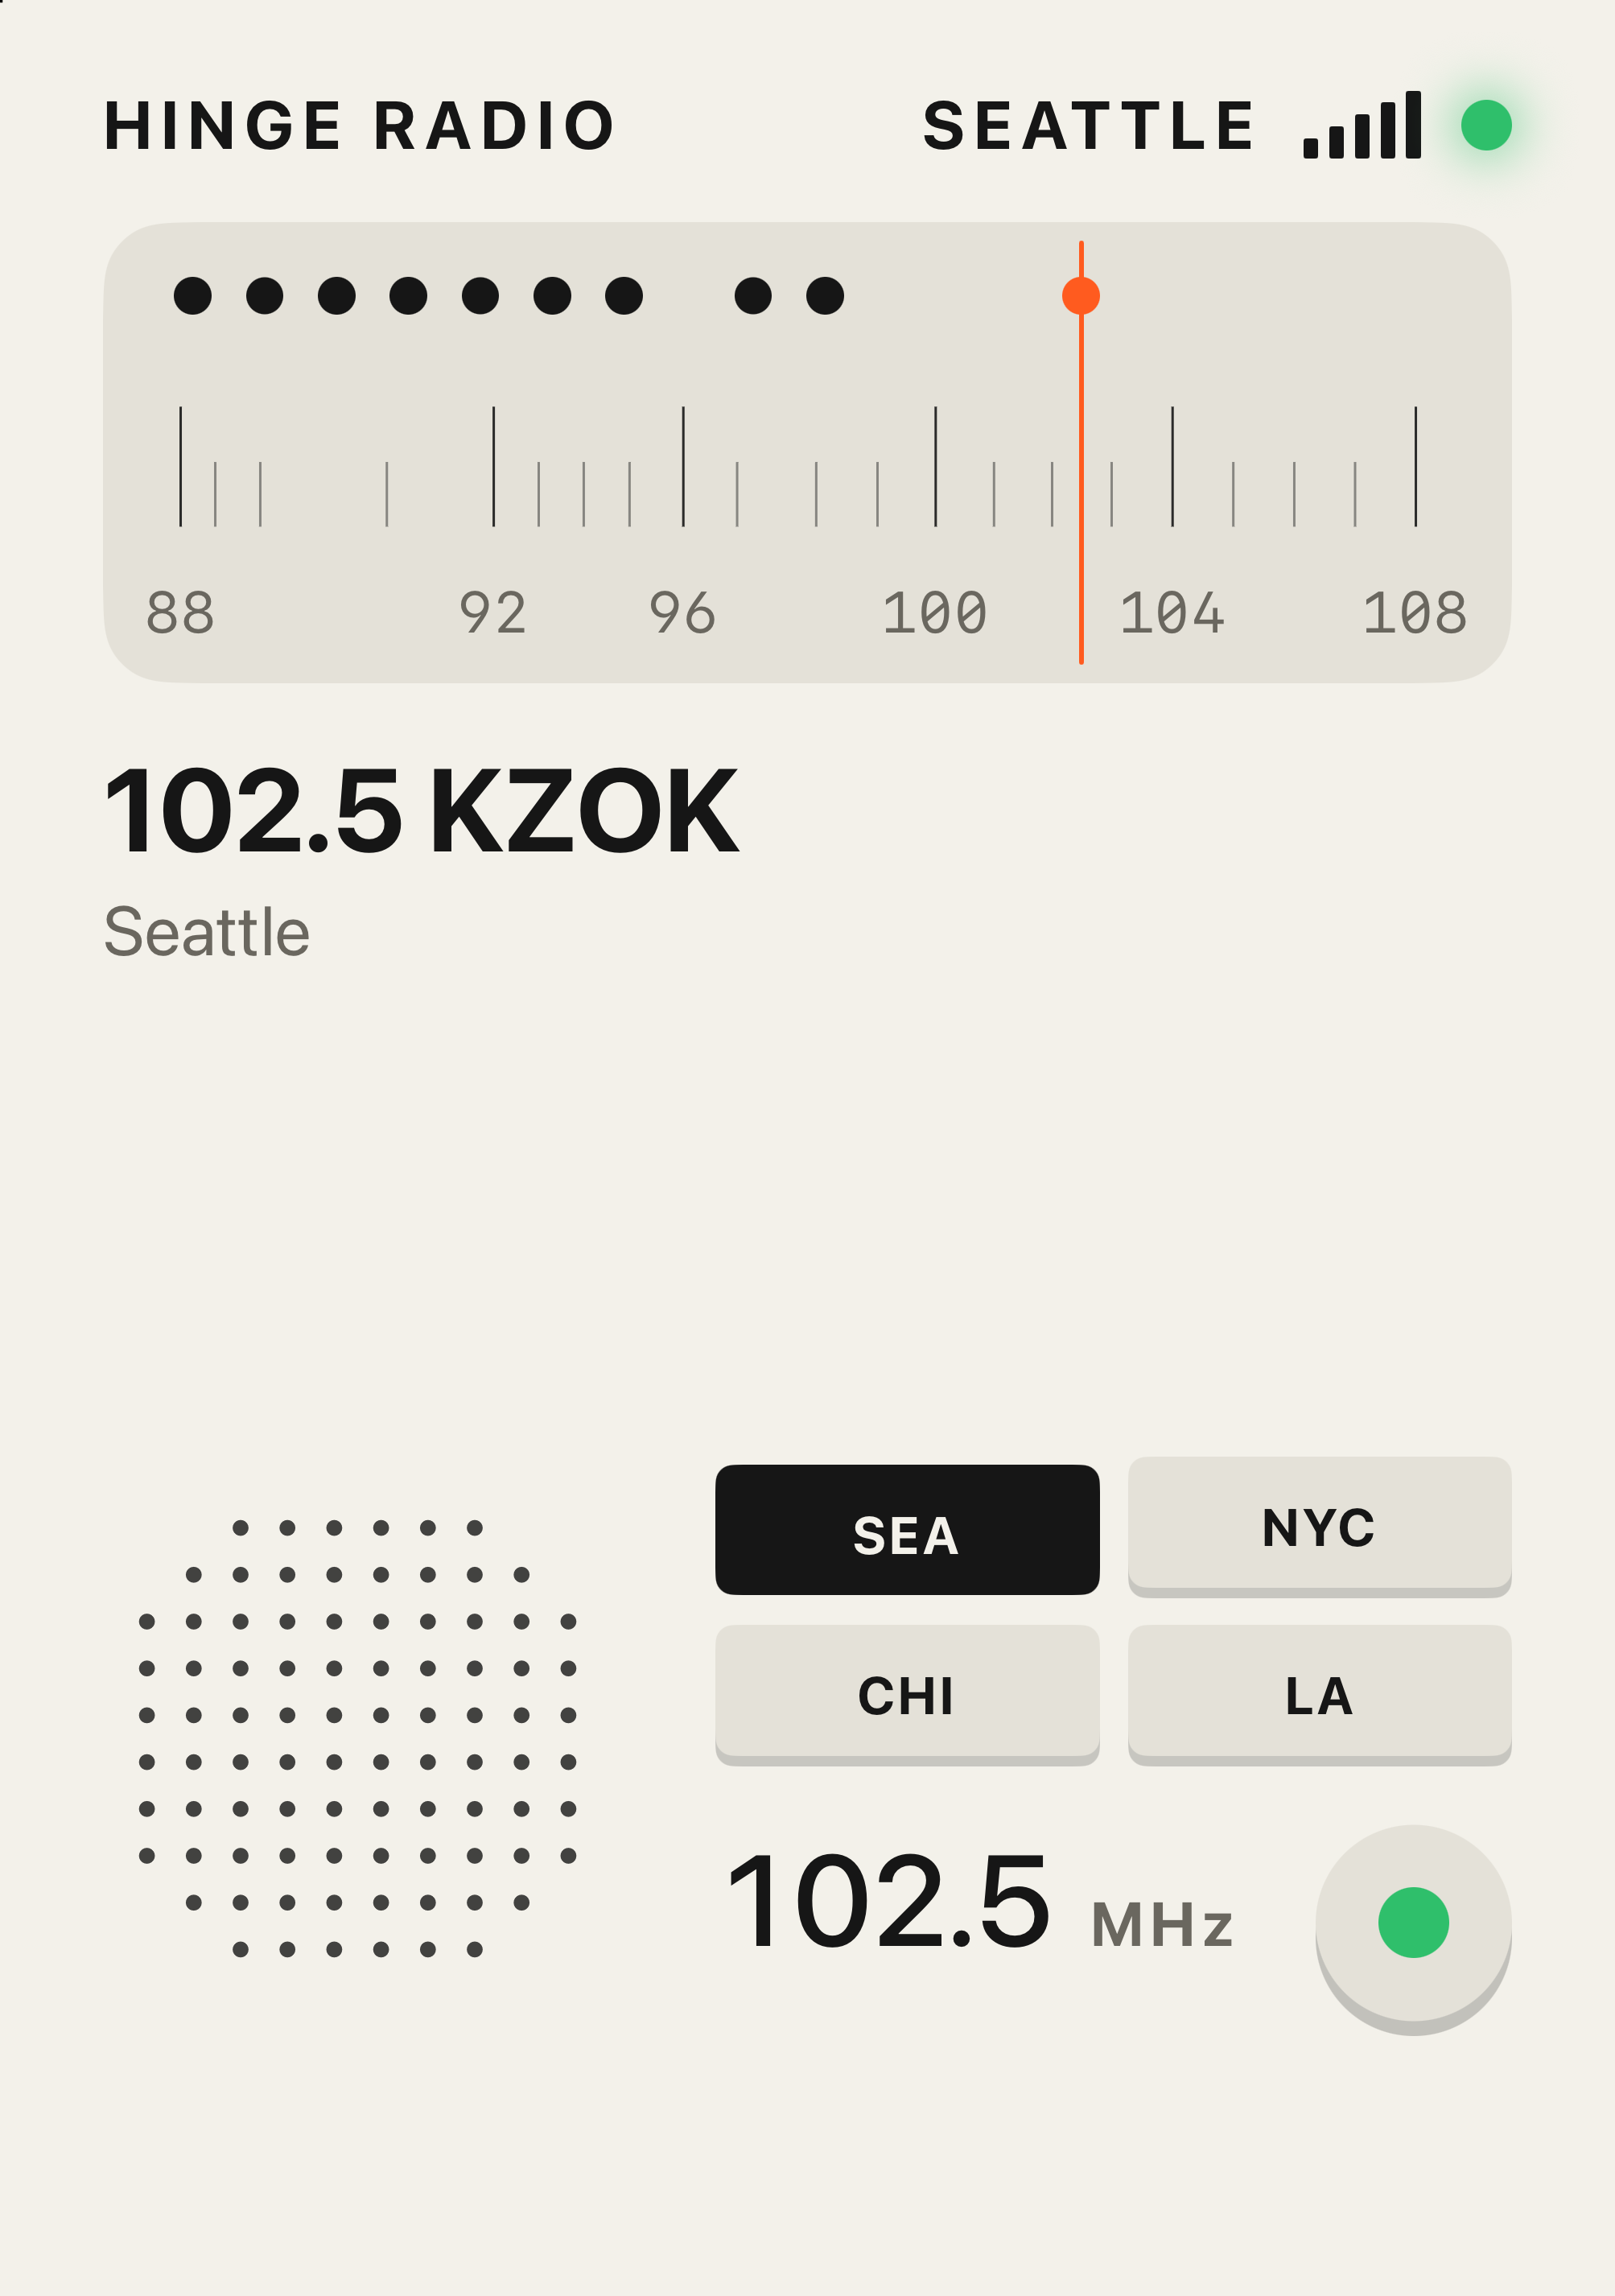 HINGE RADIO SEATTLE
88 92 96 100 104 108
102.5 KZOK
Seattle
SEA NYC
CHI LA
102.5 MHz